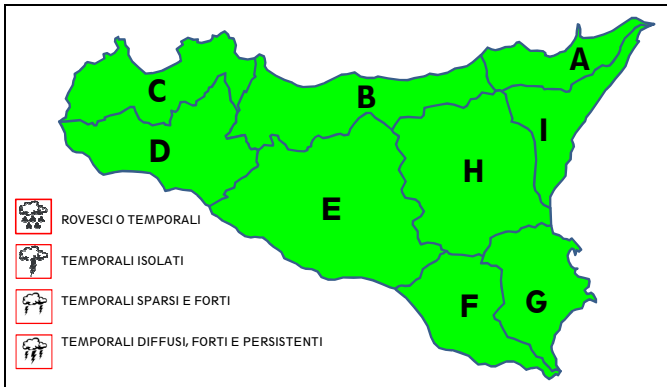 A
B
C
D
E
F
G
H
I
ROVESCI O TEMPORALI
TEMPORALI ISOLATI
TEMPORALI SPARSI E FORTI
TEMPORALI DIFFUSI, FORTI E PERSISTENTI